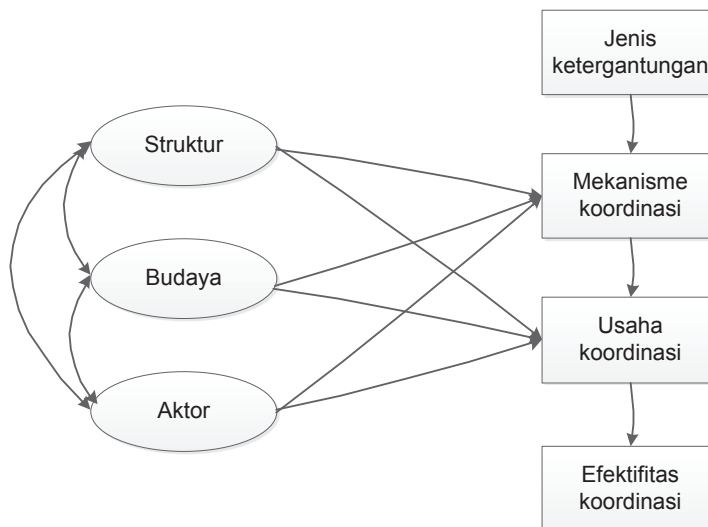 Jenis
ketergantungan
Struktur
Mekanisme
koordinasi
Budaya
Usaha
koordinasi
Aktor
Efektifitas
koordinasi